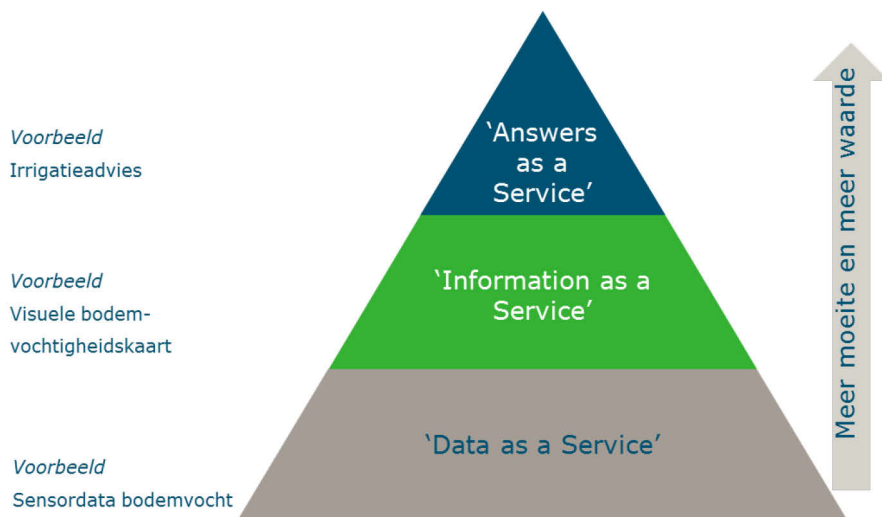 Voorbeeld
Irrigatieadvies
‘Answers
as a
Service’
Voorbeeld
Visuele bodem-
vochtigheidskaart
‘Information as a
Service’
Voorbeeld
Sensordata bodemvocht
‘Data as a Service’
Meer moeite en meer waarde